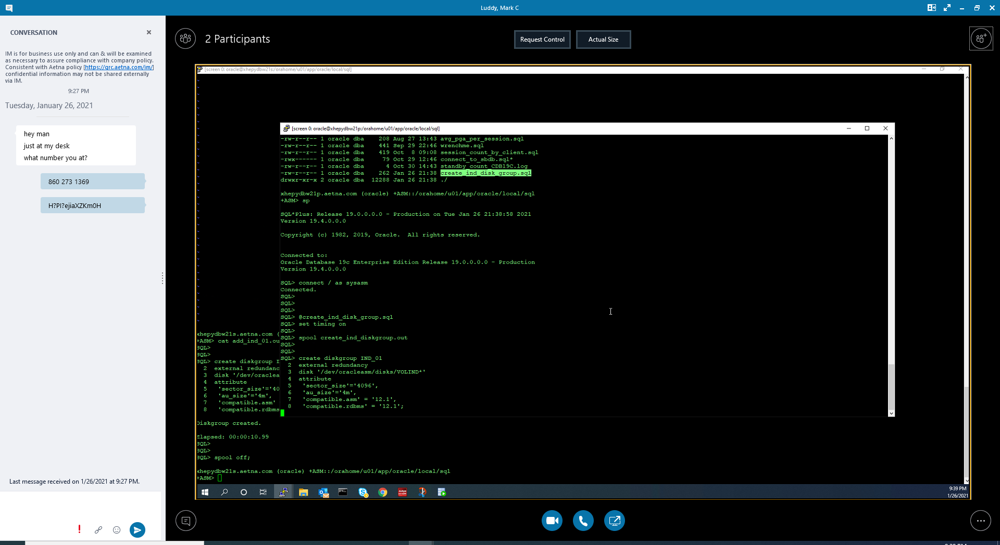 Luddy, Mark C
CONVERSATION
IM is for business use only and can & will be examined
as necessary to assure compliance with company policy.
Consistent with Aetna policy [https://grc.aetna.com/im/]
confidential information may not be shared externally
via IM.
9:27 PM
Tuesday, January 26, 2021
hey man
just at my desk
what number you at?
860 273 1369
H?PI?ejiaXZKm0H
Last message received on 1/26/2021 at 9:27 PM.
2 Participants
Request Control
Actual Size
[screen 0: oracle@xhepydbw21s:/orahome/u01/app/oracle/local/sql]
[screen 0: oracle@xhepydbw21p:/orahome/u01/app/oracle/local/sql]
-rw-r--r-- 1 oracle dba    208 Aug 27 13:43 avg_pga_per_session.sql
-rw-r--r-- 1 oracle dba    441 Sep 29 22:46 wrenchme.sql
-rw-r--r-- 1 oracle dba    419 Oct  8 09:08 session_count_by_client.sql
-rwx------ 1 oracle dba     79 Oct 29 12:46 connect_to_sbdb.sql*
-rw-r--r-- 1 oracle dba      4 Oct 30 14:43 standby_count_CDB19C.log
-rw-r--r-- 1 oracle dba    262 Jan 26 21:38 create_ind_disk_group.sql
drwxr-xr-x 2 oracle dba  12288 Jan 26 21:38 ./
xhepydbw21p.aetna.com (oracle) +ASM::/orahome/u01/app/oracle/local/sql
+ASM> sp
SQL*Plus: Release 19.0.0.0.0 - Production on Tue Jan 26 21:38:58 2021
Version 19.4.0.0.0
Copyright (c) 1982, 2019, Oracle.  All rights reserved.
Connected to:
Oracle Database 19c Enterprise Edition Release 19.0.0.0.0 - Production
Version 19.4.0.0.0
SQL> connect / as sysasm
Connected.
SQL>
SQL>
SQL>
SQL> @create_ind_disk_group.sql
SQL> set timing on
SQL>
SQL> spool create_ind_diskgroup.out
SQL>
SQL>
SQL> create diskgroup IND_01
2  external redundancy
3  disk '/dev/oracleasm/disks/VOLIND*'
4  attribute
5   'sector_size'='4096',
6   'au_size'='4m',
7   'compatible.asm' = '12.1',
8   'compatible.rdbms' = '12.1';
xhepydbw21s.aetna.com (
+ASM> cat add_ind_01.ou
SQL>
SQL>
SQL> create diskgroup I
2  external redundanc
3  disk '/dev/oraclea
4  attribute
5   'sector_size'='40
6   'au_size'='4m',
7   'compatible.asm'
8   'compatible.rdbms
Diskgroup created.
Elapsed: 00:00:10.99
SQL>
SQL>
SQL> spool off;
xhepydbw21s.aetna.com (oracle) +ASM::/orahome/u01/app/oracle/local/sql
+ASM>
9:39 PM
1/26/2021